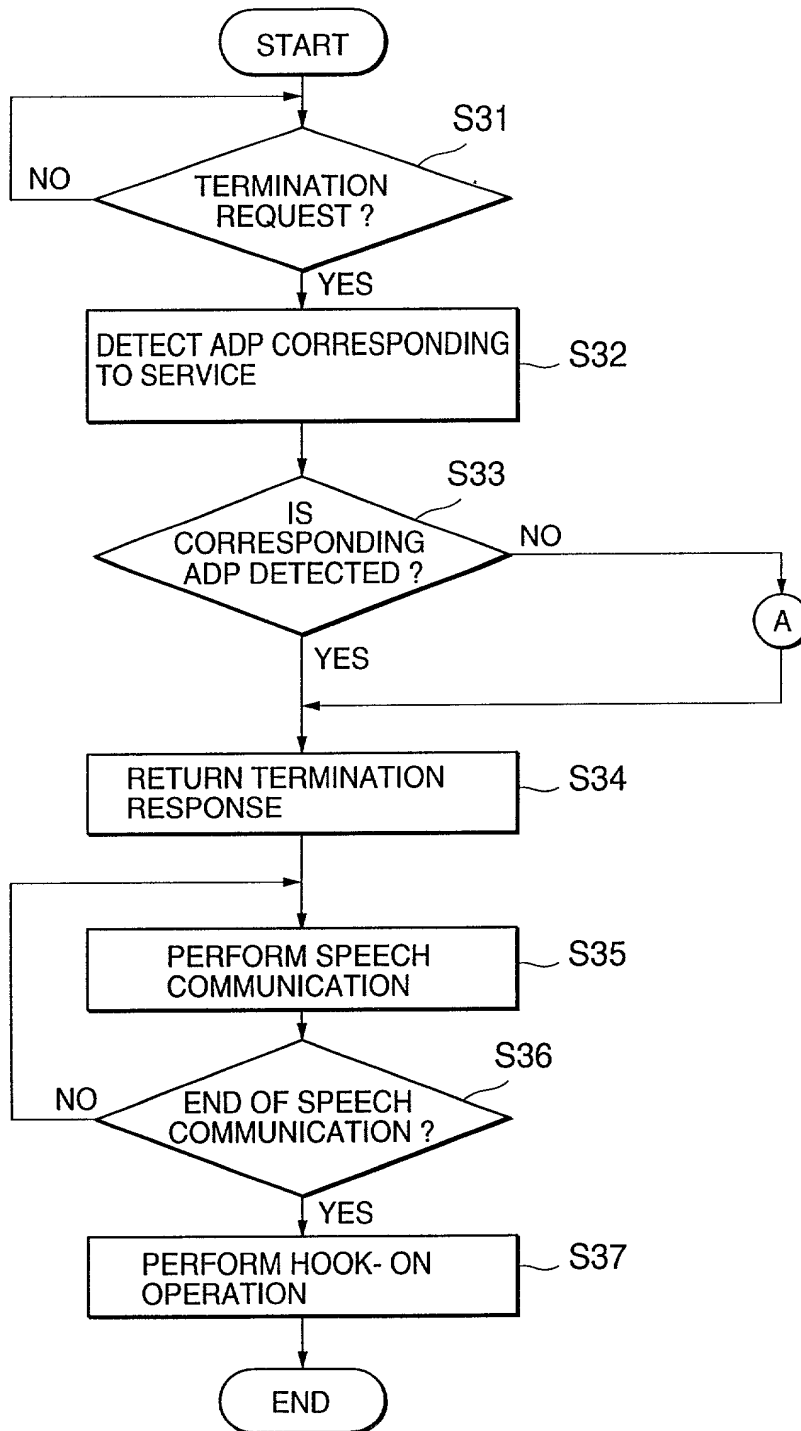 START
S31
NO
TERMINATION
REQUEST ?
YES
DETECT ADP CORRESPONDING
TO SERVICE
S32
S33
IS
CORRESPONDING
ADP DETECTED ?
NO
A
YES
RETURN TERMINATION
RESPONSE
S34
PERFORM SPEECH
COMMUNICATION
S35
S36
NO
END OF SPEECH
COMMUNICATION ?
YES
PERFORM HOOK- ON
OPERATION
S37
END